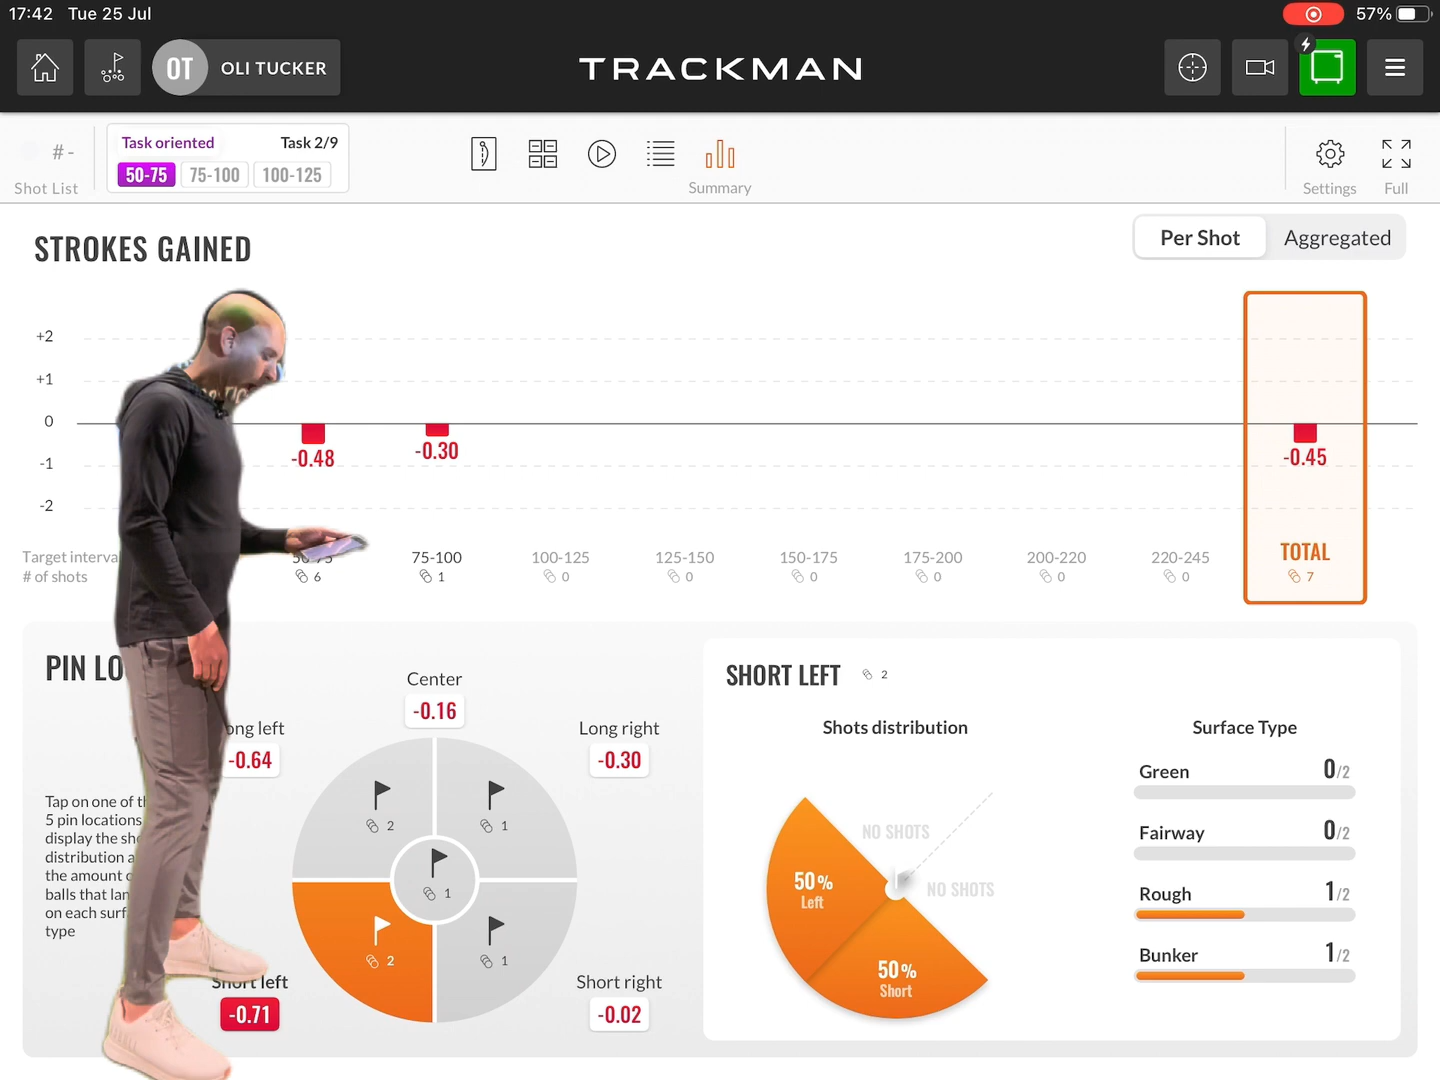 17:42 Tue 25 Jul
57%
OT OLI TUCKER
TRACKMAN
# -
Shot List
Task oriented Task 2/9
50-75 75-100 100-125
Summary
Settings
Full
STROKES GAINED
Per Shot Aggregated
+2
+1
0
-1
-2
-0.48
-0.30
-0.45
Target interva
75-100 100-125 125-150 150-175 175-200 200-220 220-245 TOTAL
# of shots 6 1 0 0 0 0 0 0 7
PIN LO
Tap on one of th
5 pin locations
display the sh
distribution a
the amount
balls that lan
on each surf
type
Center
-0.16
ong left
-0.64
Long right
-0.30
2
1
1
2
1
Short left
-0.71
Short right
-0.02
SHORT LEFT 2
Shots distribution
NO SHOTS
NO SHOTS
50%
Left
50%
Short
Surface Type
Green 0/2
Fairway 0/2
Rough 1/2
Bunker 1/2